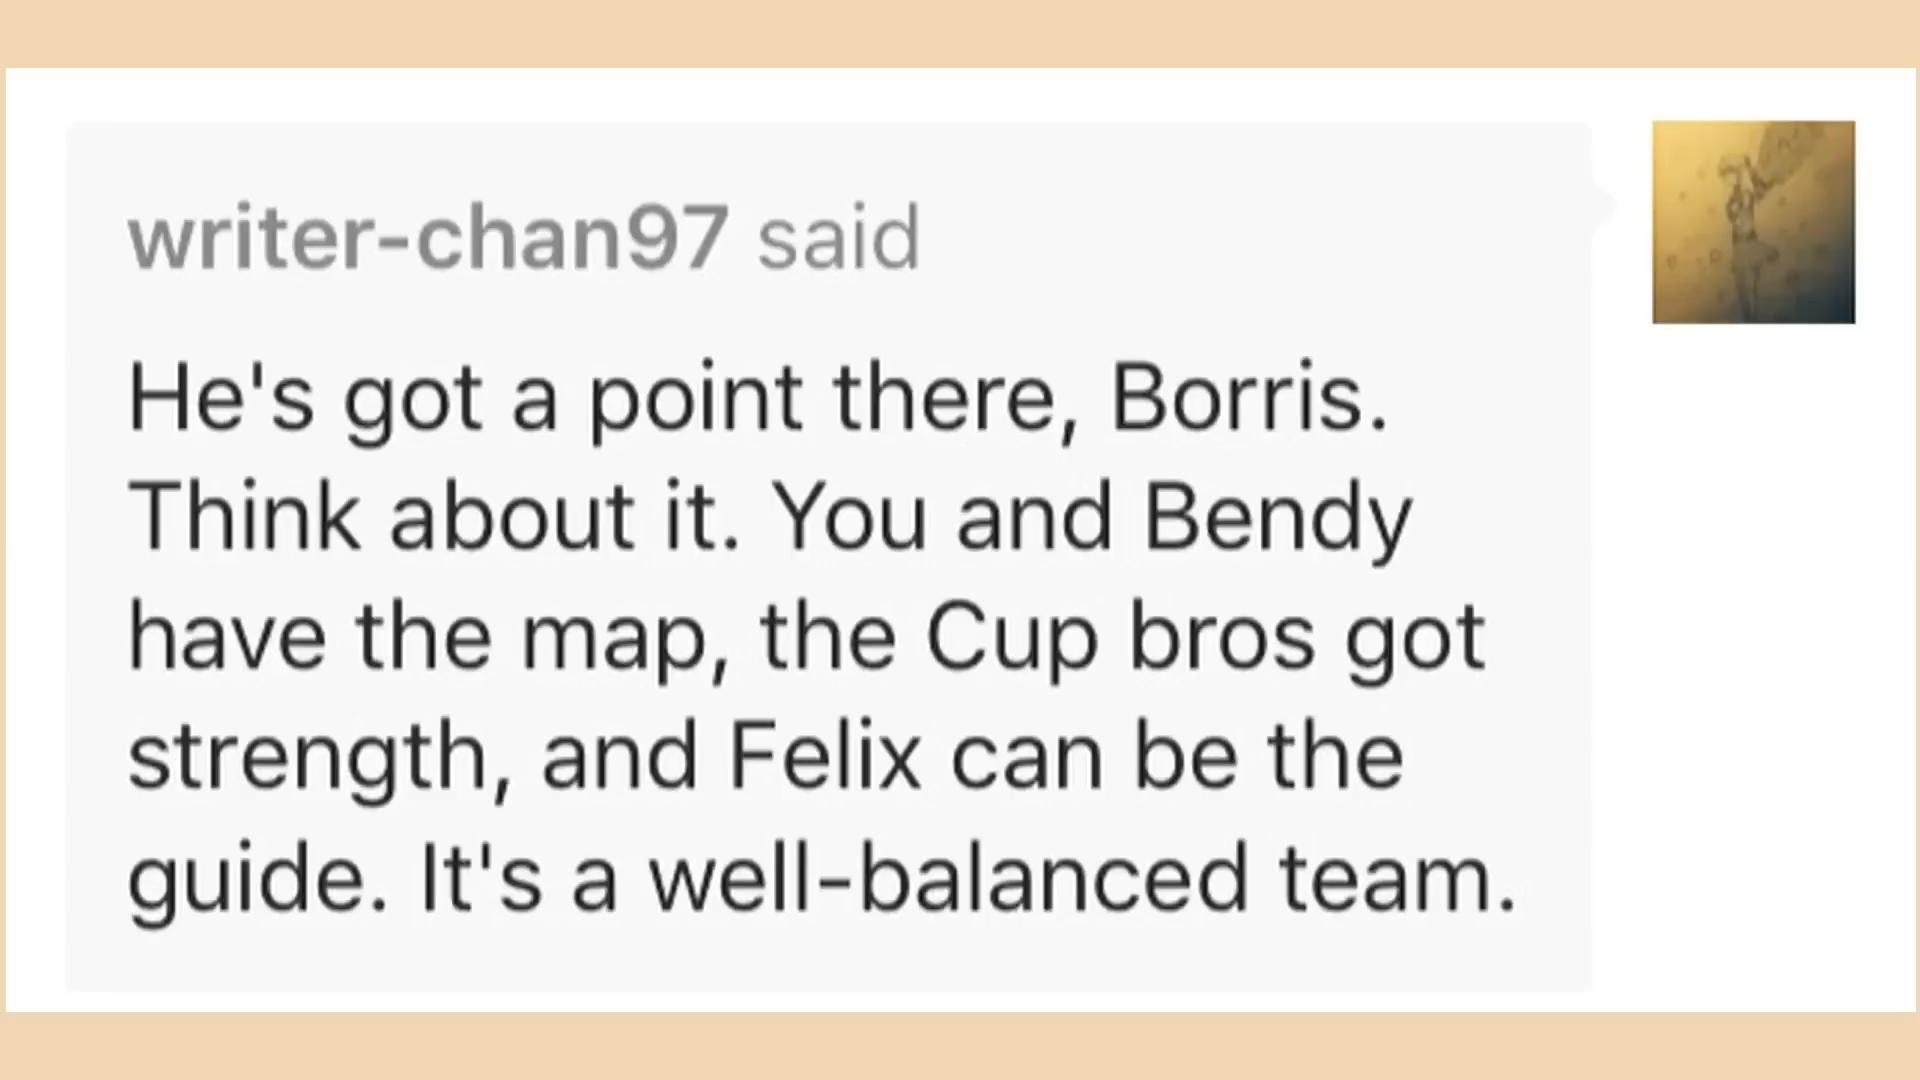 writer-chan97 said
He's got a point there, Borris.
Think about it. You and Bendy
have the map, the Cup bros got
strength, and Felix can be the
guide. It's a well-balanced team.